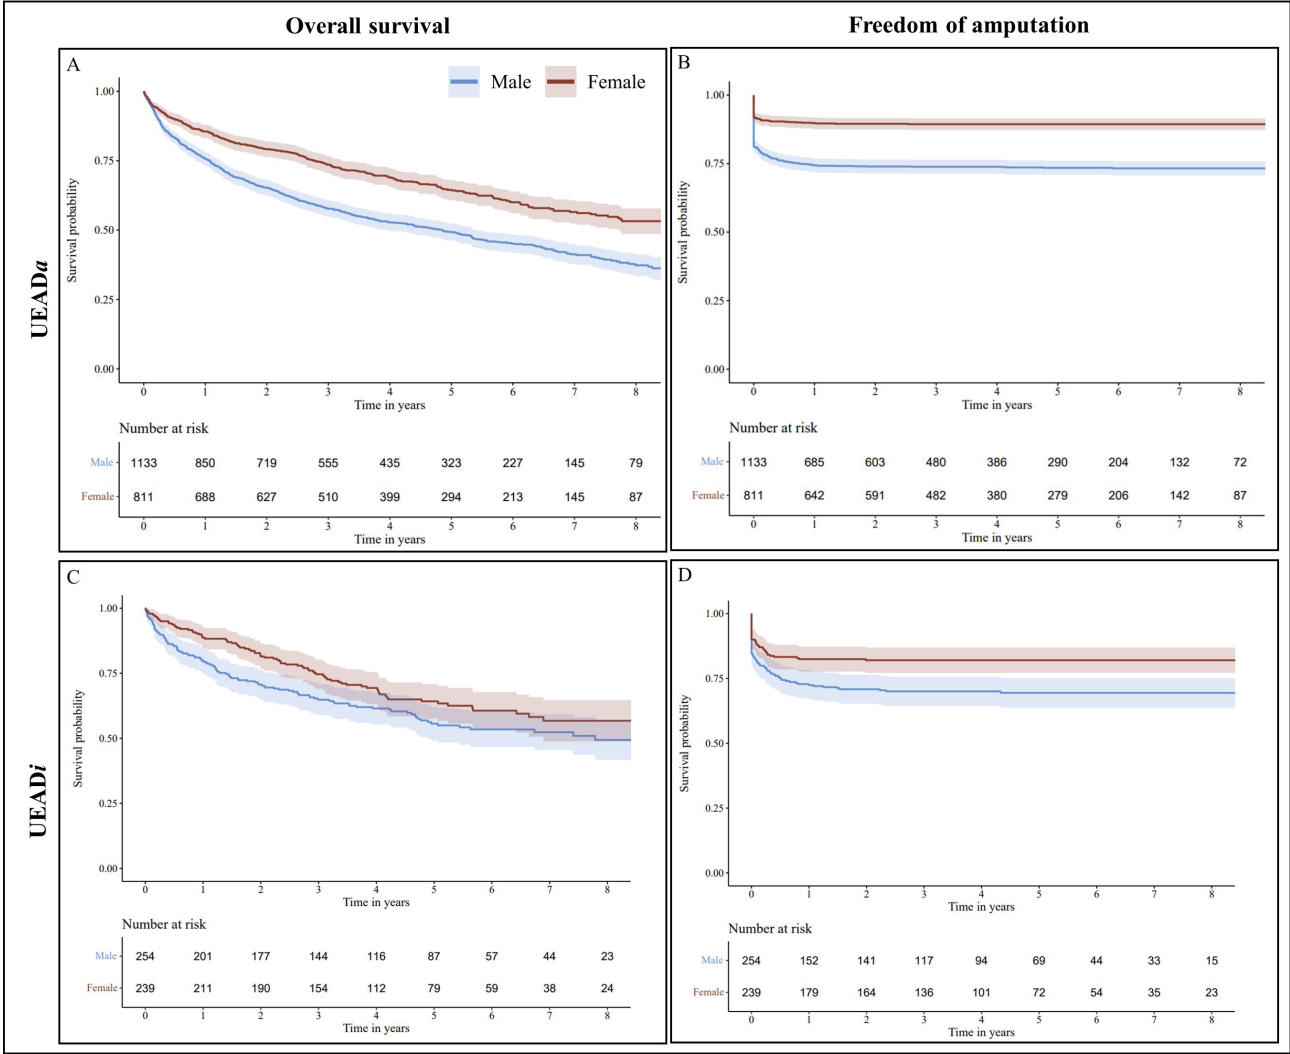 Overall survival
Freedom of amputation
UEADa
A
Male Female
1.00
0.75
0.50
0.25
0.00
Survival probability
0 1 2 3 4 5 6 7 8
Time in years
Number at risk
Male 1133 850 719 555 435 323 227 145 79
Female 811 688 627 510 399 294 213 145 87
0 1 2 3 4 5 6 7 8
Time in years
B
1.00
0.75
0.50
0.25
0.00
Survival probability
0 1 2 3 4 5 6 7 8
Time in years
Number at risk
Male 1133 685 603 480 386 290 204 132 72
Female 811 642 591 482 380 279 206 142 87
0 1 2 3 4 5 6 7 8
Time in years
UEADi
C
1.00
0.75
0.50
0.25
0.00
Survival probability
0 1 2 3 4 5 6 7 8
Time in years
Number at risk
Male 254 201 177 144 116 87 57 44 23
Female 239 211 190 154 112 79 59 38 24
0 1 2 3 4 5 6 7 8
Time in years
D
1.00
0.75
0.50
0.25
0.00
Survival probability
0 1 2 3 4 5 6 7 8
Time in years
Number at risk
Male 254 152 141 117 94 69 44 33 15
Female 239 179 164 136 101 72 54 35 23
0 1 2 3 4 5 6 7 8
Time in years